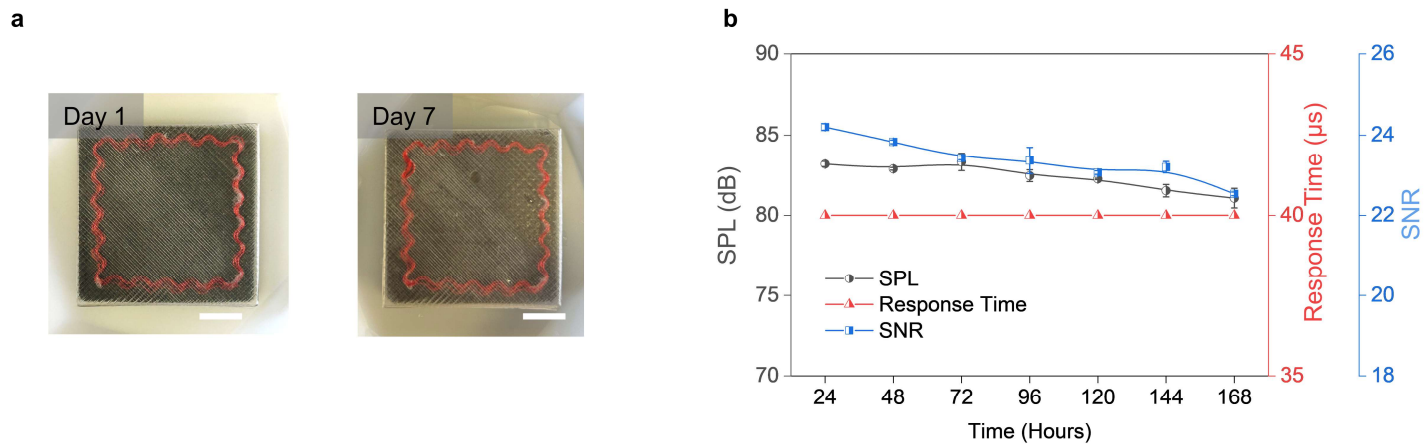 a
Day 1
Day 7
b
90
85
80
75
70
SPL (dB)
45
40
35
Response Time (µs)
26
24
22
20
18
SNR
SPL
Response Time
SNR
24 48 72 96 120 144 168
Time (Hours)